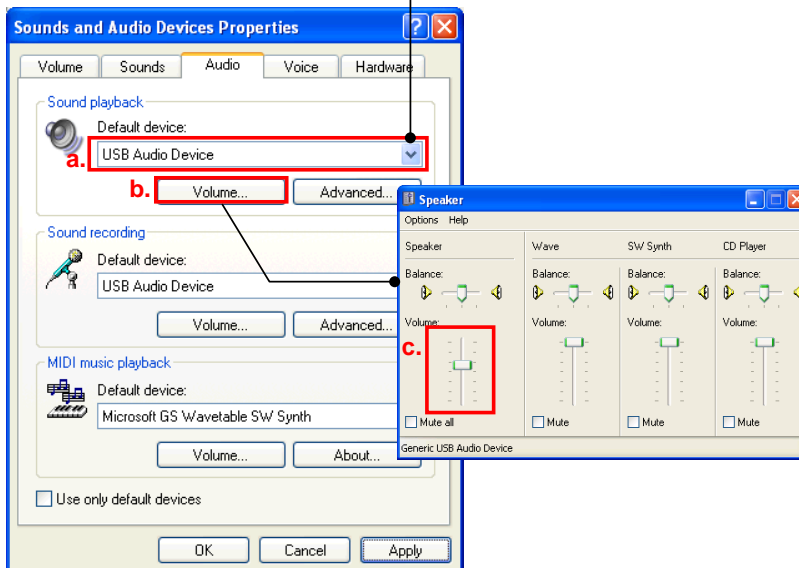 Sounds and Audio Devices Properties
Volume Sounds Audio Voice Hardware
Sound playback
Default device:
a. USB Audio Device
b. Volume... Advanced...
Sound recording
Default device:
USB Audio Device
Volume... Advanced...
MIDI music playback
Default device:
Microsoft GS Wavetable SW Synth
Volume... About...
Use only default devices
OK Cancel Apply
Speaker
Options Help
Speaker Wave SW Synth CD Player
Balance: Balance: Balance: Balance:
Volume: Volume: Volume: Volume:
c.
Mute all Mute Mute Mute
Generic USB Audio Device